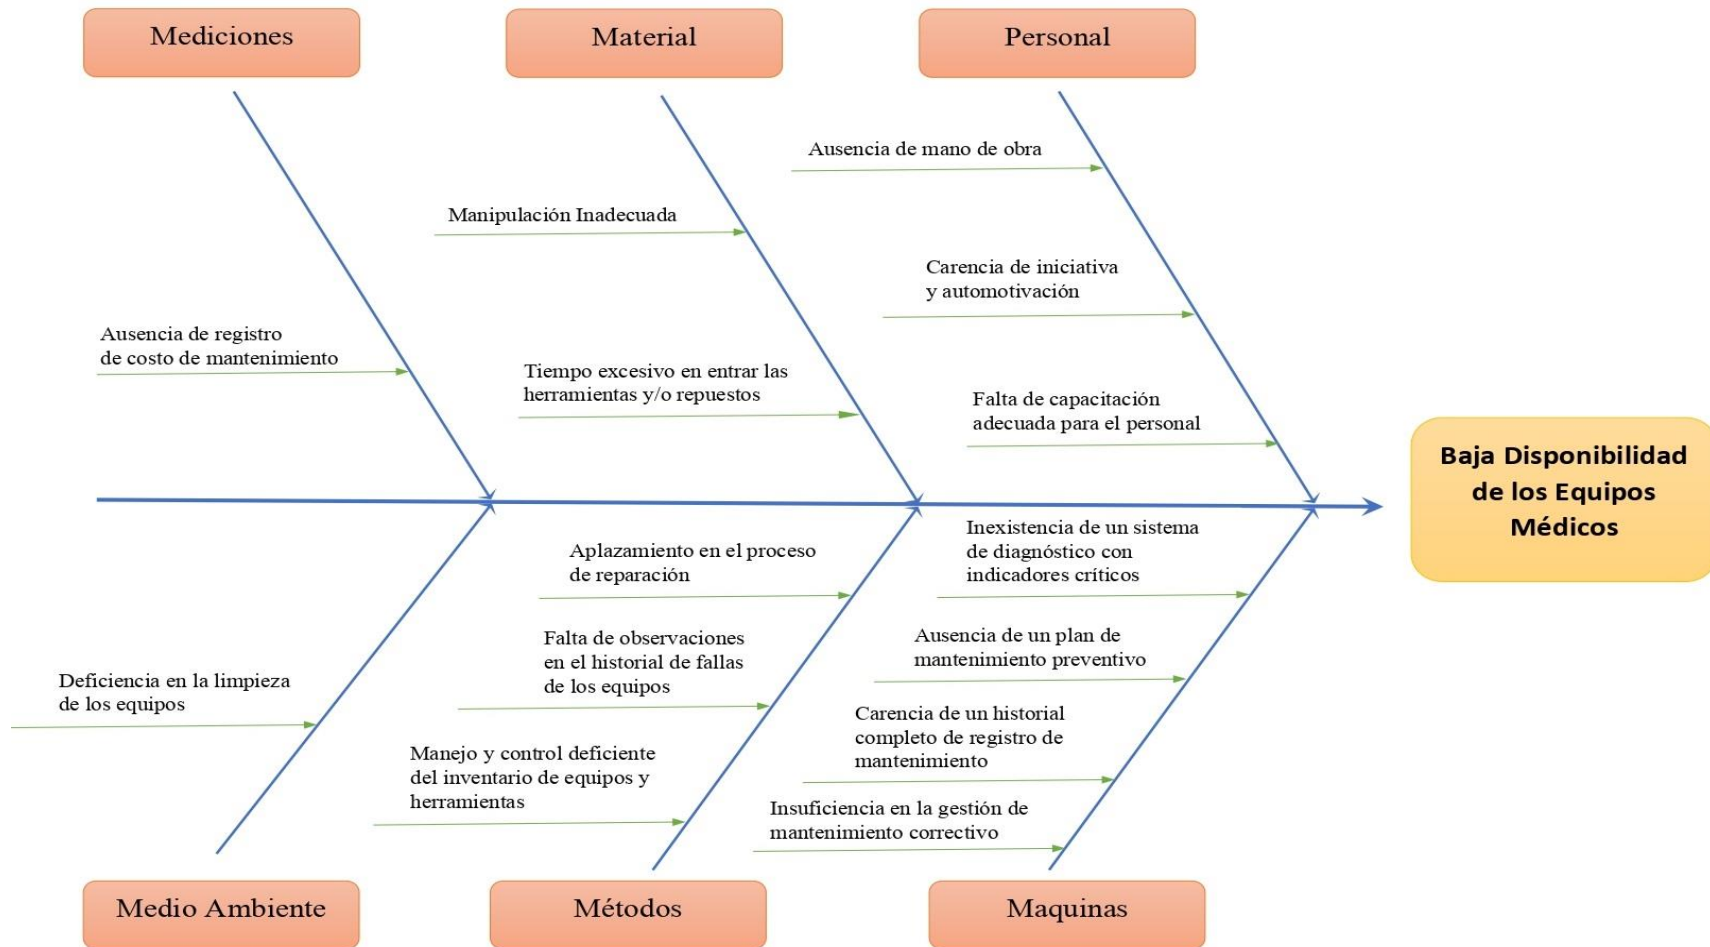 Mediciones
Material
Personal
Ausencia de mano de obra
Manipulación Inadecuada
Carencia de iniciativa
y automotivación
Ausencia de registro
de costo de mantenimiento
Tiempo excesivo en entrar las
herramientas y/o repuestos
Falta de capacitación
adecuada para el personal
Baja Disponibilidad
de los Equipos
Médicos
Inexistencia de un sistema
de diagnóstico con
indicadores críticos
Aplazamiento en el proceso
de reparación
Falta de observaciones
en el historial de fallas
de los equipos
Ausencia de un plan de
mantenimiento preventivo
Deficiencia en la limpieza
de los equipos
Carencia de un historial
completo de registro de
mantenimiento
Manejo y control deficiente
del inventario de equipos y
herramientas
Insuficiencia en la gestión de
mantenimiento correctivo
Medio Ambiente
Métodos
Maquinas